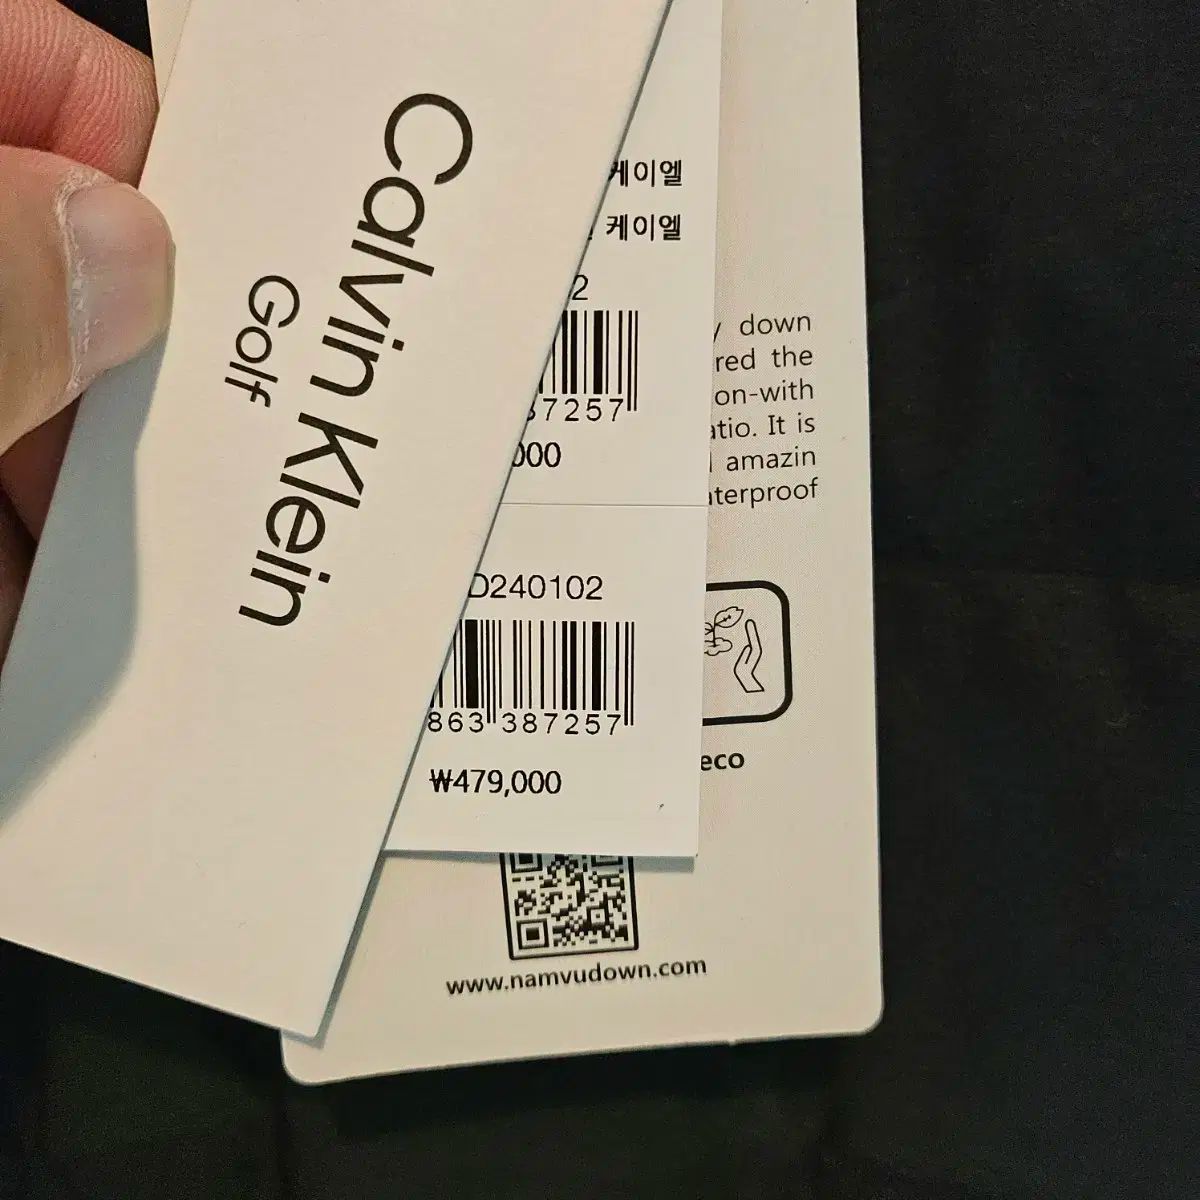 Calvin Klein
Golf
케이엘
케이엘
2
7257
000
D240102
863 387257
₩479,000
down
red the
on-with
atio. It is
amazin
aterproof
eco
www.namvudown.com